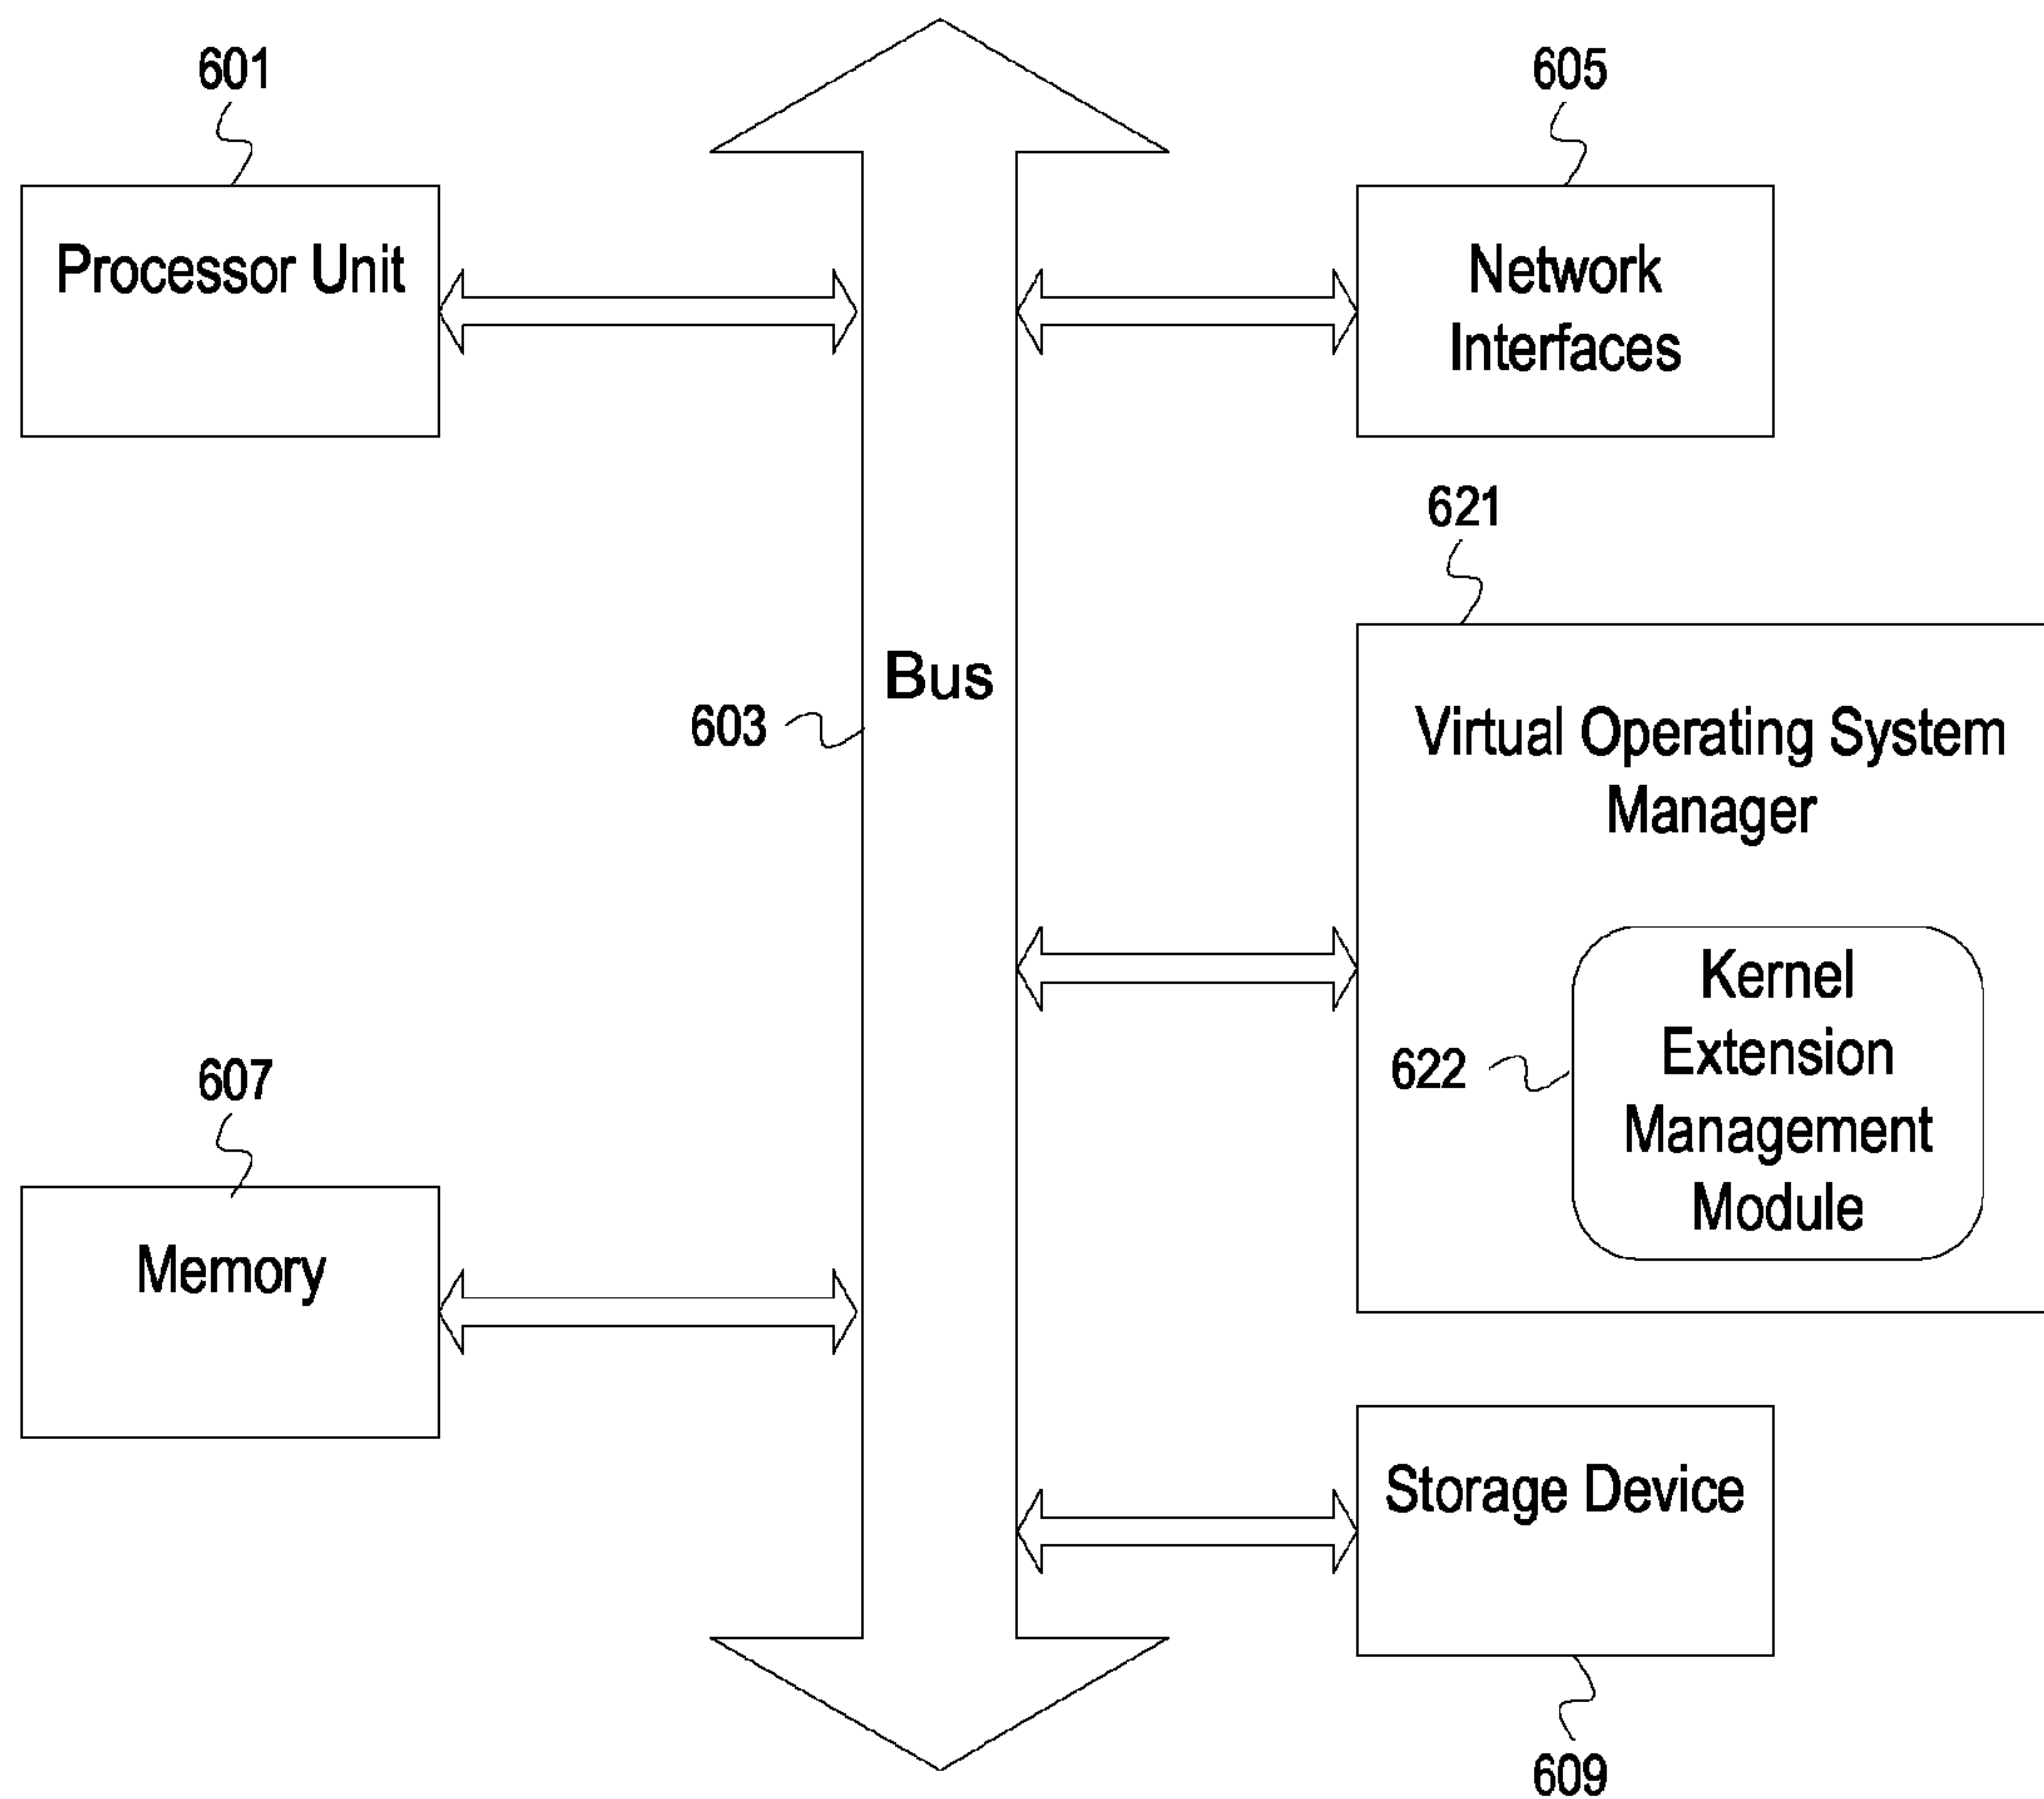 601
Processor Unit
605
Network
Interfaces
621
Bus
603
Virtual Operating System
Manager
622
Kernel
Extension
Management
Module
607
Memory
Storage Device
609